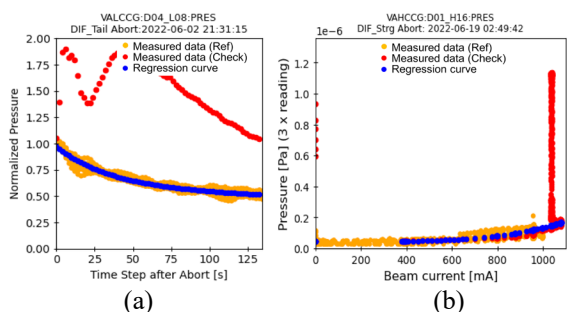 VALCCG:D04_L08:PRES
DIF_Tail Abort:2022-06-02 21:31:15
Measured data (Ref)
Measured data (Check)
Regression curve
Normalized Pressure
2.00
1.75
1.50
1.25
1.00
0.75
0.50
0.25
0.00
0 25 50 75 100 125
Time Step after Abort [s]
(a)
VAHCCG:D01_H16:PRES
DIF_Strg Abort: 2022-06-19 02:49:42
1e-6
Measured data (Ref)
Measured data (Check)
Regression curve
Pressure [Pa] (3 × reading)
1.2
1.0
0.8
0.6
0.4
0.2
0.0
0 200 400 600 800 1000
Beam current [mA]
(b)